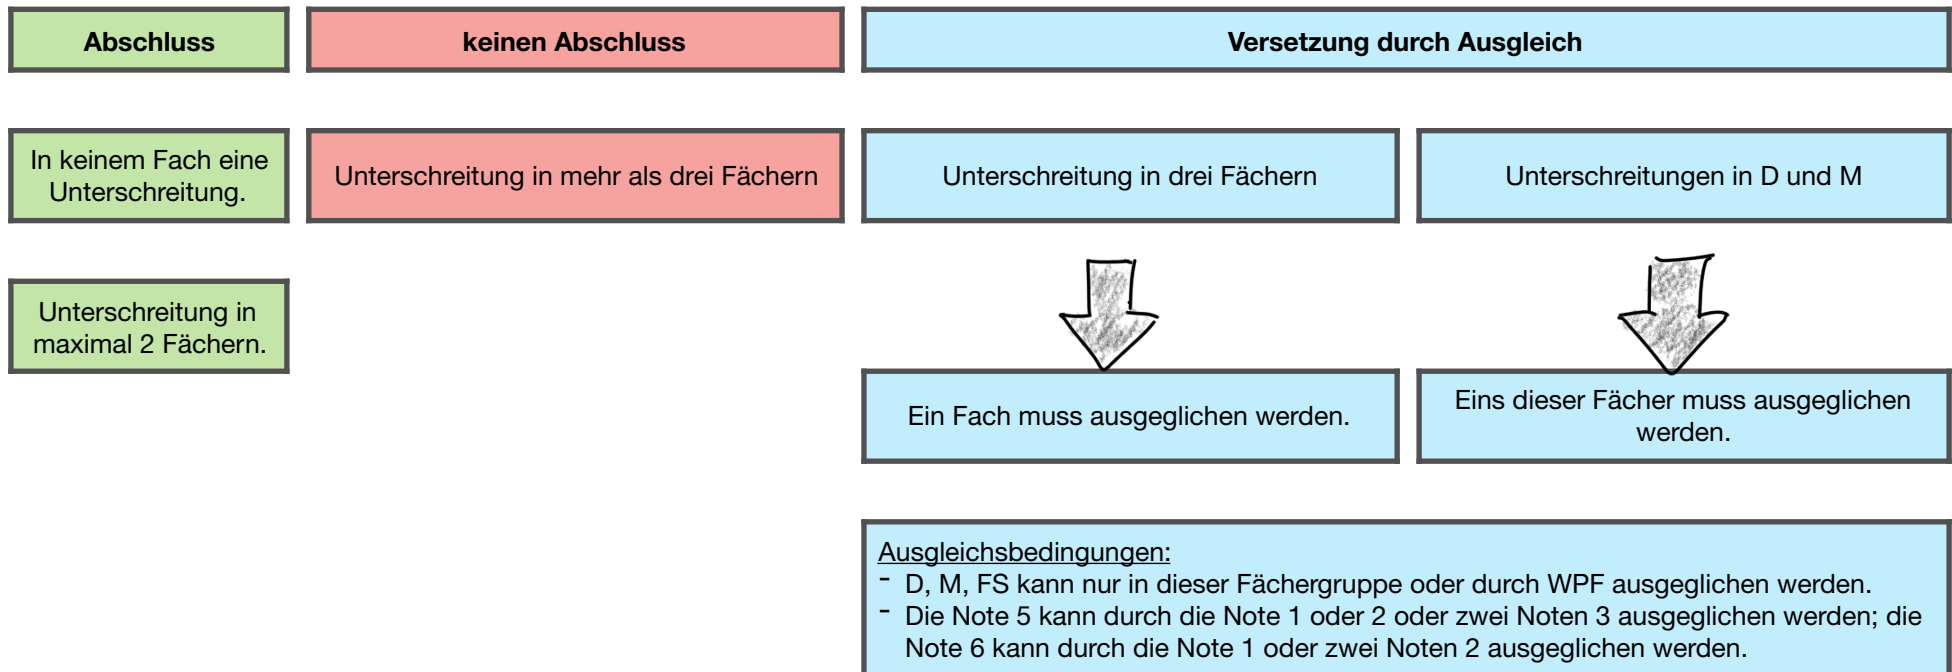 Abschluss
keinen Abschluss
Versetzung durch Ausgleich
In keinem Fach eine
Unterschreitung.
Unterschreitung in mehr als drei Fächern
Unterschreitung in drei Fächern
Unterschreitungen in D und M
Unterschreitung in
maximal 2 Fächern.
Ein Fach muss ausgeglichen werden.
Eins dieser Fächer muss ausgeglichen
werden.
Ausgleichsbedingungen:
- D, M, FS kann nur in dieser Fächergruppe oder durch WPF ausgeglichen werden.
- Die Note 5 kann durch die Note 1 oder 2 oder zwei Noten 3 ausgeglichen werden; die
Note 6 kann durch die Note 1 oder zwei Noten 2 ausgeglichen werden.